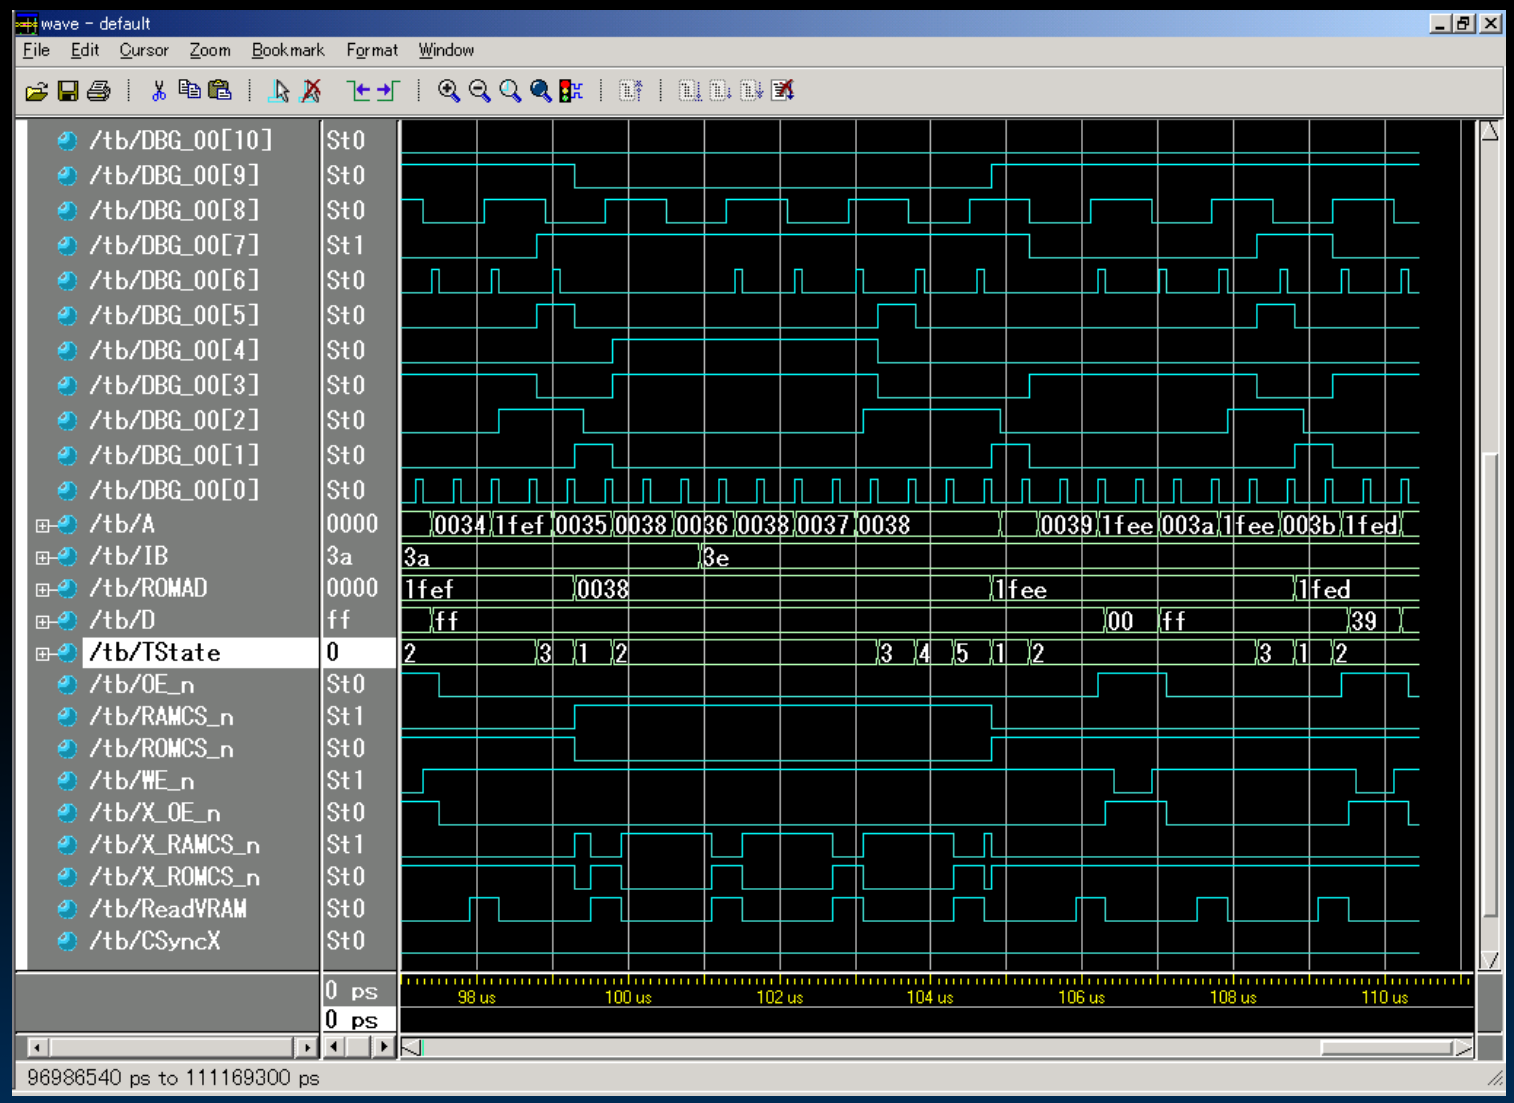 wave - default
File Edit Cursor Zoom Bookmark Format Window
/tb/DBG_00[10] St0
/tb/DBG_00[9] St0
/tb/DBG_00[8] St0
/tb/DBG_00[7] St1
/tb/DBG_00[6] St0
/tb/DBG_00[5] St0
/tb/DBG_00[4] St0
/tb/DBG_00[3] St0
/tb/DBG_00[2] St0
/tb/DBG_00[1] St0
/tb/DBG_00[0] St0
/tb/A 0000 0034 1fef 0035 0038 0036 0038 0037 0038 0039 1fee 003a 1fee 003b 1fed
/tb/IB 3a 3a 3e
/tb/ROMAD 0000 1fef 0038 1fee 1fed
/tb/D ff ff 00 ff 39
/tb/TState 0 2 3 1 2 3 4 5 1 2 3 1 2
/tb/OE_n St0
/tb/RAMCS_n St1
/tb/ROMCS_n St0
/tb/WE_n St1
/tb/X_OE_n St0
/tb/X_RAMCS_n St1
/tb/X_ROMCS_n St0
/tb/ReadVRAM St0
/tb/CSyncX St0
0 ps 98 us 100 us 102 us 104 us 106 us 108 us 110 us
0 ps
96986540 ps to 111169300 ps